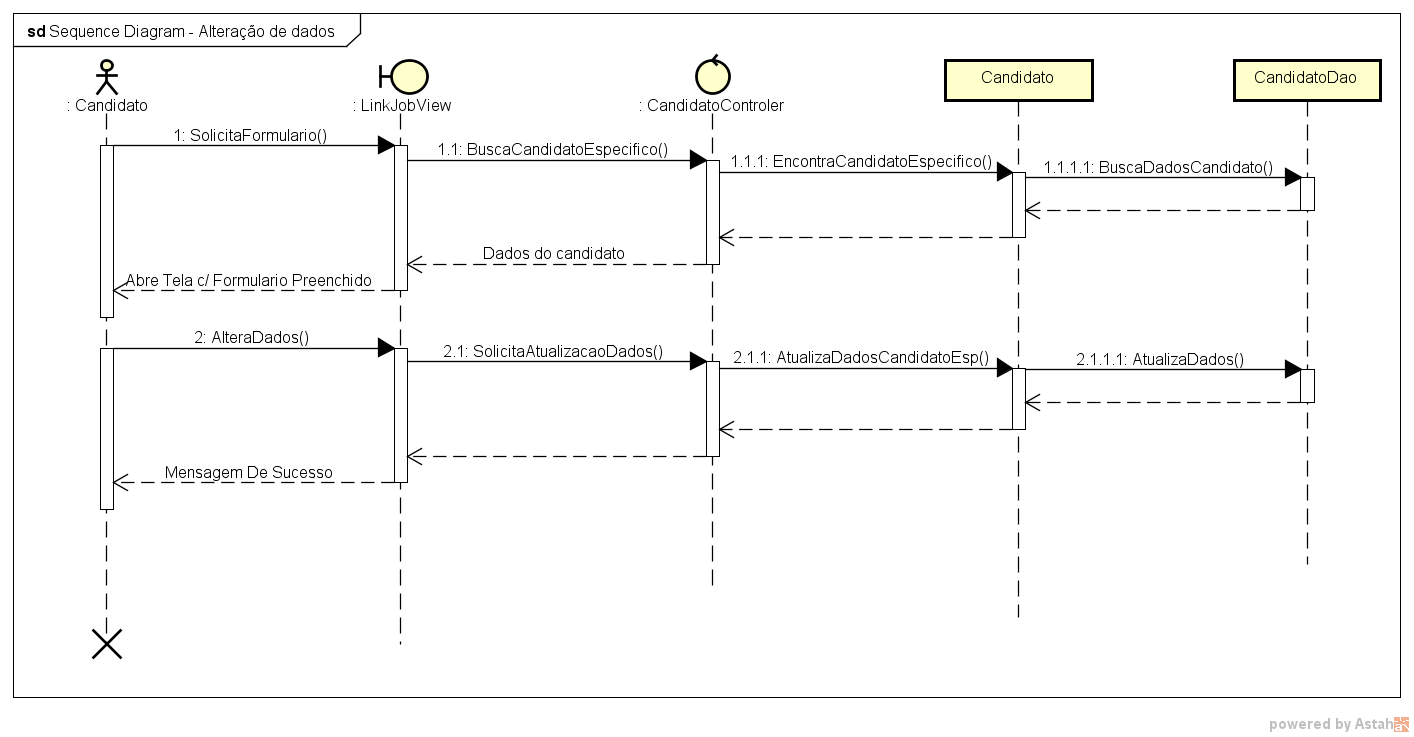 sd Sequence Diagram - Alteração de dados
: Candidato
: LinkJobView
: CandidatoControler
Candidato
CandidatoDao
1: SolicitaFormulario()
1.1: BuscaCandidatoEspecifico()
1.1.1: EncontraCandidatoEspecifico()
1.1.1.1: BuscaDadosCandidato()
Dados do candidato
Abre Tela c/ Formulario Preenchido
2: AlteraDados()
2.1: SolicitaAtualizacaoDados()
2.1.1: AtualizaDadosCandidatoEsp()
2.1.1.1: AtualizaDados()
Mensagem De Sucesso
powered by Astah